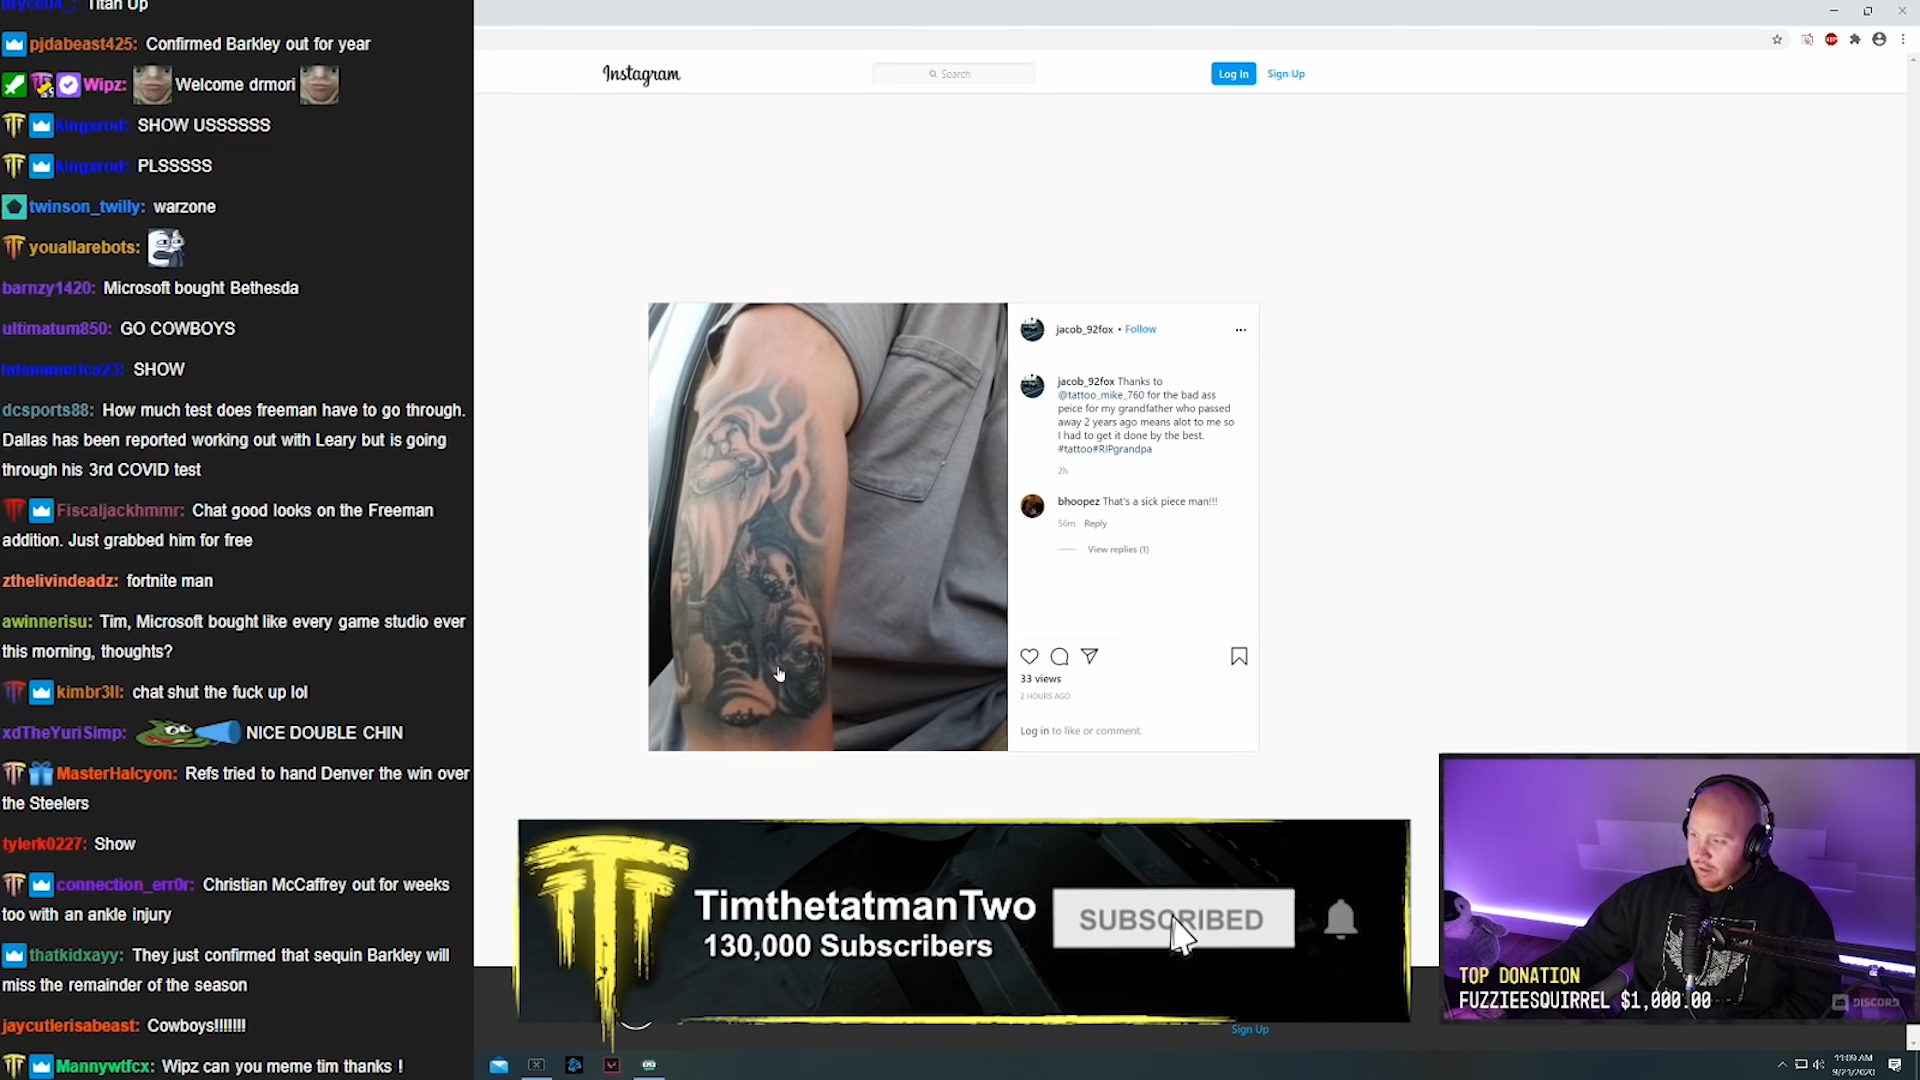 Titan Up
pjdabeast425: Confirmed Barkley out for year
Wipz: Welcome drmori
kingxrod: SHOW USSSSSS
kingxrod: PLSSSSS
twinson_twilly: warzone
youallarebots:
barnzy1420: Microsoft bought Bethesda
ultimatum850: GO COWBOYS
SHOW
dcsports88: How much test does freeman have to go through.
Dallas has been reported working out with Leary but is going
through his 3rd COVID test
Fiscaljackhmmr: Chat good looks on the Freeman
addition. Just grabbed him for free
zthelivindeadz: fortnite man
awinnerisu: Tim, Microsoft bought like every game studio ever
this morning, thoughts?
kimbr3ll: chat shut the fuck up lol
xdTheYuriSimp: NICE DOUBLE CHIN
MasterHalcyon: Refs tried to hand Denver the win over
the Steelers
tylerk0227: Show
connection_err0r: Christian McCaffrey out for weeks
too with an ankle injury
thatkidxayy: They just confirmed that sequin Barkley will
miss the remainder of the season
jaycutlerisabeast: Cowboys!!!!!!!
Mannywtfcx: Wipz can you meme tim thanks !
Instagram
Search
Log In
Sign Up
jacob_92fox • Follow
jacob_92fox Thanks to
@tattoo_mike_760 for the bad ass
peice for my grandfather who passed
away 2 years ago means alot to me so
I had to get it done by the best.
#tattoo#RIPgrandpa
2h
bhoopez That's a sick piece man!!!
56m Reply
View replies (1)
33 views
2 HOURS AGO
Log in to like or comment.
TimthetatmanTwo
130,000 Subscribers
SUBSCRIBED
Sign Up
TOP DONATION
FUZZIEESQUIRREL $1,000.00
DISCORD
11:09 AM
9/21/2020